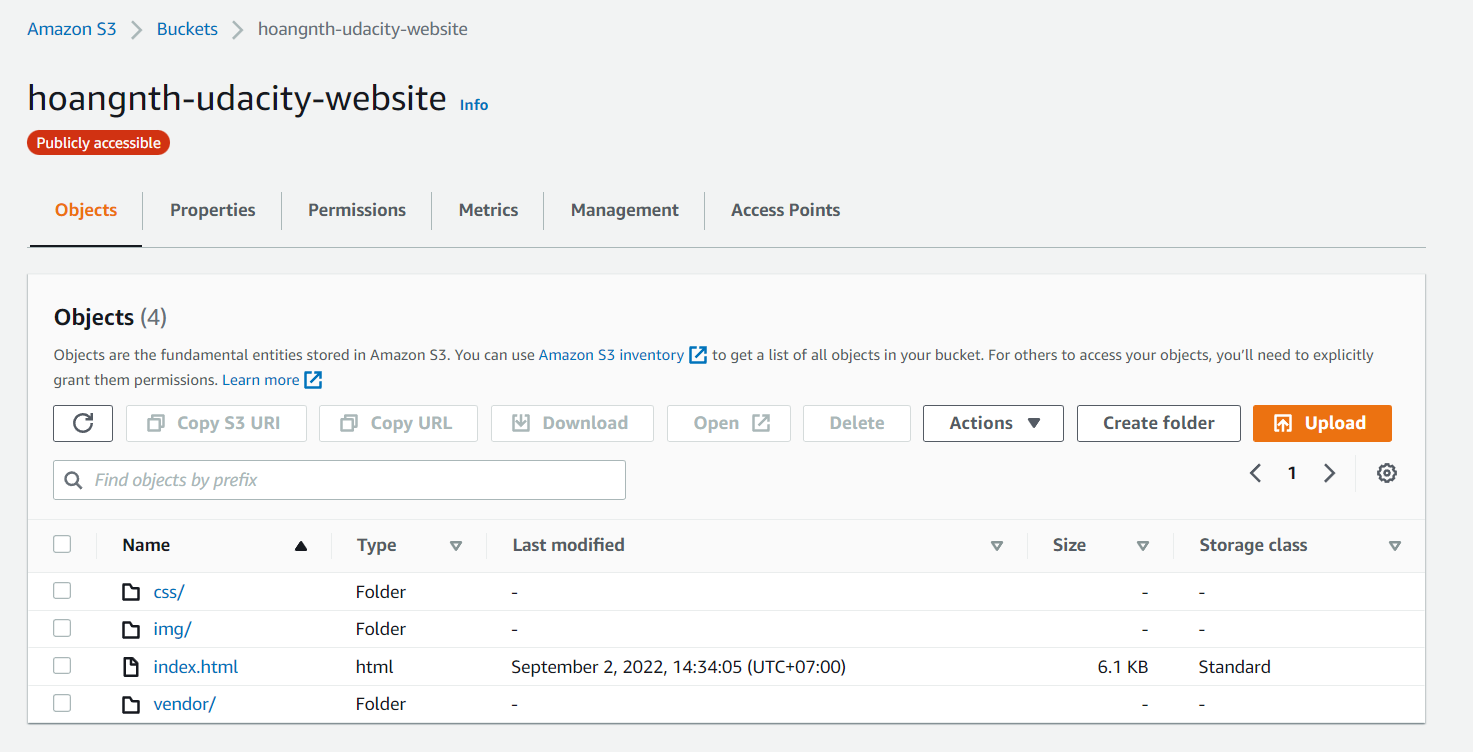 Amazon S3 Buckets hoangnth-udacity-website
hoangnth-udacity-website Info
Publicly accessible
Objects Properties Permissions Metrics Management Access Points
Objects (4)
Objects are the fundamental entities stored in Amazon S3. You can use Amazon S3 inventory to get a list of all objects in your bucket. For others to access your objects, you’ll need to explicitly
grant them permissions. Learn more
Copy S3 URI Copy URL Download Open Delete Actions Create folder Upload
Find objects by prefix 1
Name Type Last modified Size Storage class
css/ Folder - - -
img/ Folder - - -
index.html html September 2, 2022, 14:34:05 (UTC+07:00) 6.1 KB Standard
vendor/ Folder - - -